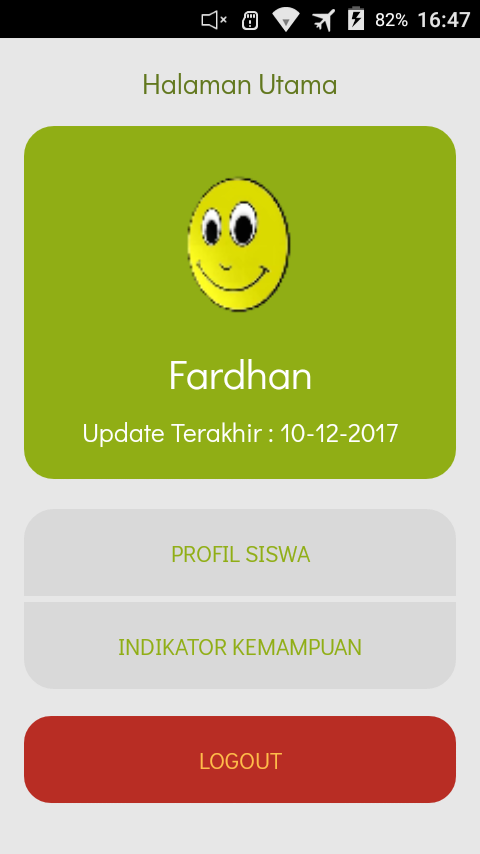 82% 16:47
Halaman Utama
Fardhan
Update Terakhir : 10-12-2017
PROFIL SISWA
INDIKATOR KEMAMPUAN
LOGOUT